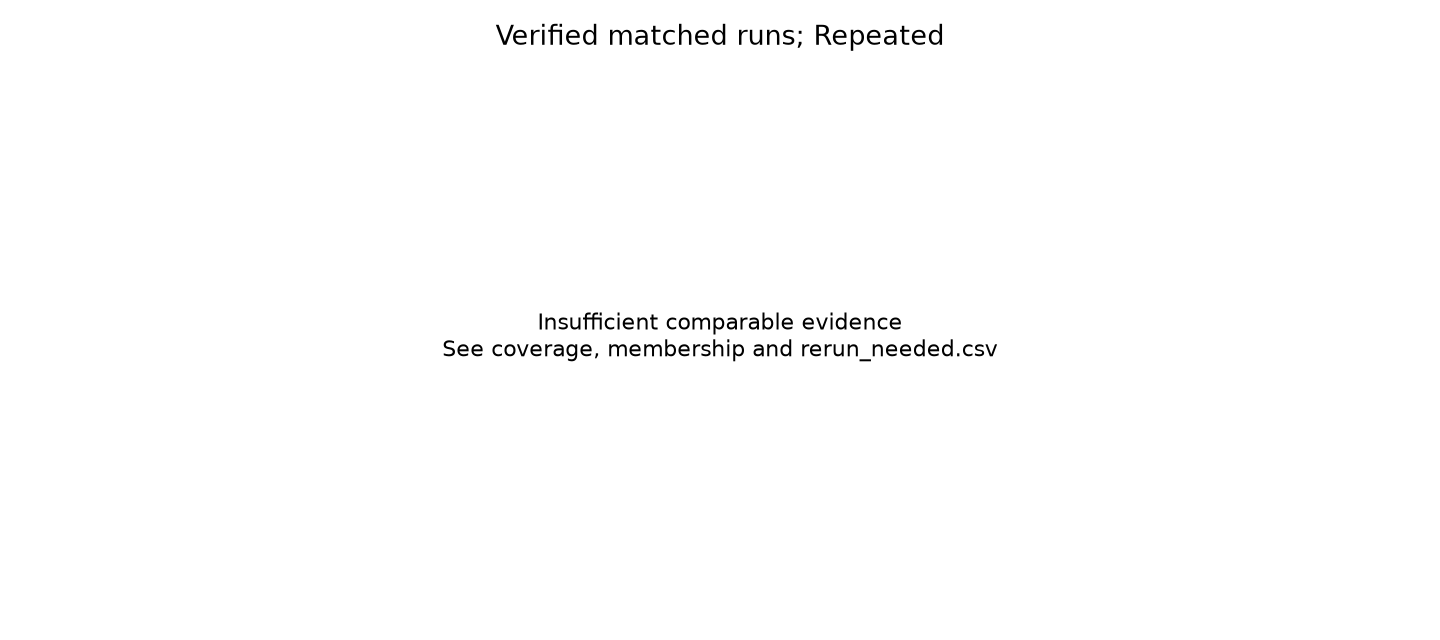 Verified matched runs; Repeated
Insufficient comparable evidence
See coverage, membership and rerun_needed.csv